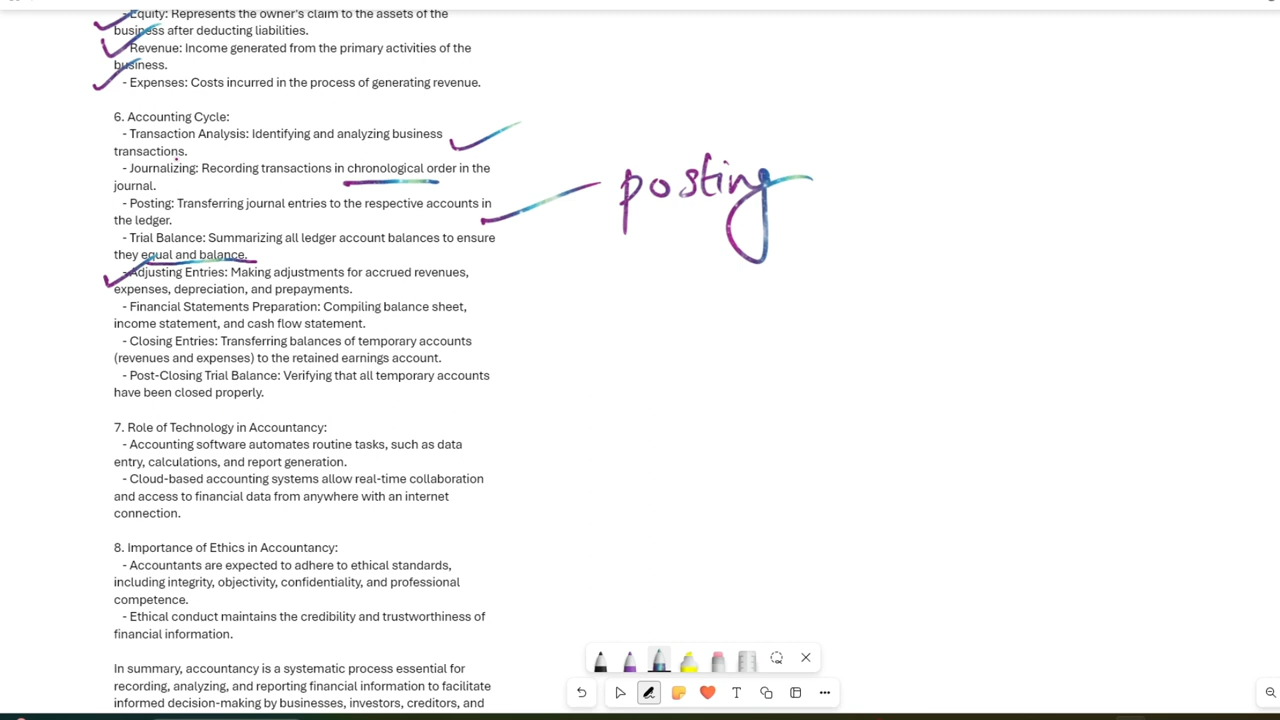 - Equity: Represents the owner's claim to the assets of the
business after deducting liabilities.
- Revenue: Income generated from the primary activities of the
business.
- Expenses: Costs incurred in the process of generating revenue.
6. Accounting Cycle:
- Transaction Analysis: Identifying and analyzing business
transactions.
- Journalizing: Recording transactions in chronological order in the
journal.
- Posting: Transferring journal entries to the respective accounts in
the ledger.
- Trial Balance: Summarizing all ledger account balances to ensure
they equal and balance.
- Adjusting Entries: Making adjustments for accrued revenues,
expenses, depreciation, and prepayments.
- Financial Statements Preparation: Compiling balance sheet,
income statement, and cash flow statement.
- Closing Entries: Transferring balances of temporary accounts
(revenues and expenses) to the retained earnings account.
- Post-Closing Trial Balance: Verifying that all temporary accounts
have been closed properly.
7. Role of Technology in Accountancy:
- Accounting software automates routine tasks, such as data
entry, calculations, and report generation.
- Cloud-based accounting systems allow real-time collaboration
and access to financial data from anywhere with an internet
connection.
8. Importance of Ethics in Accountancy:
- Accountants are expected to adhere to ethical standards,
including integrity, objectivity, confidentiality, and professional
competence.
- Ethical conduct maintains the credibility and trustworthiness of
financial information.
In summary, accountancy is a systematic process essential for
recording, analyzing, and reporting financial information to facilitate
informed decision-making by businesses, investors, creditors, and
posting